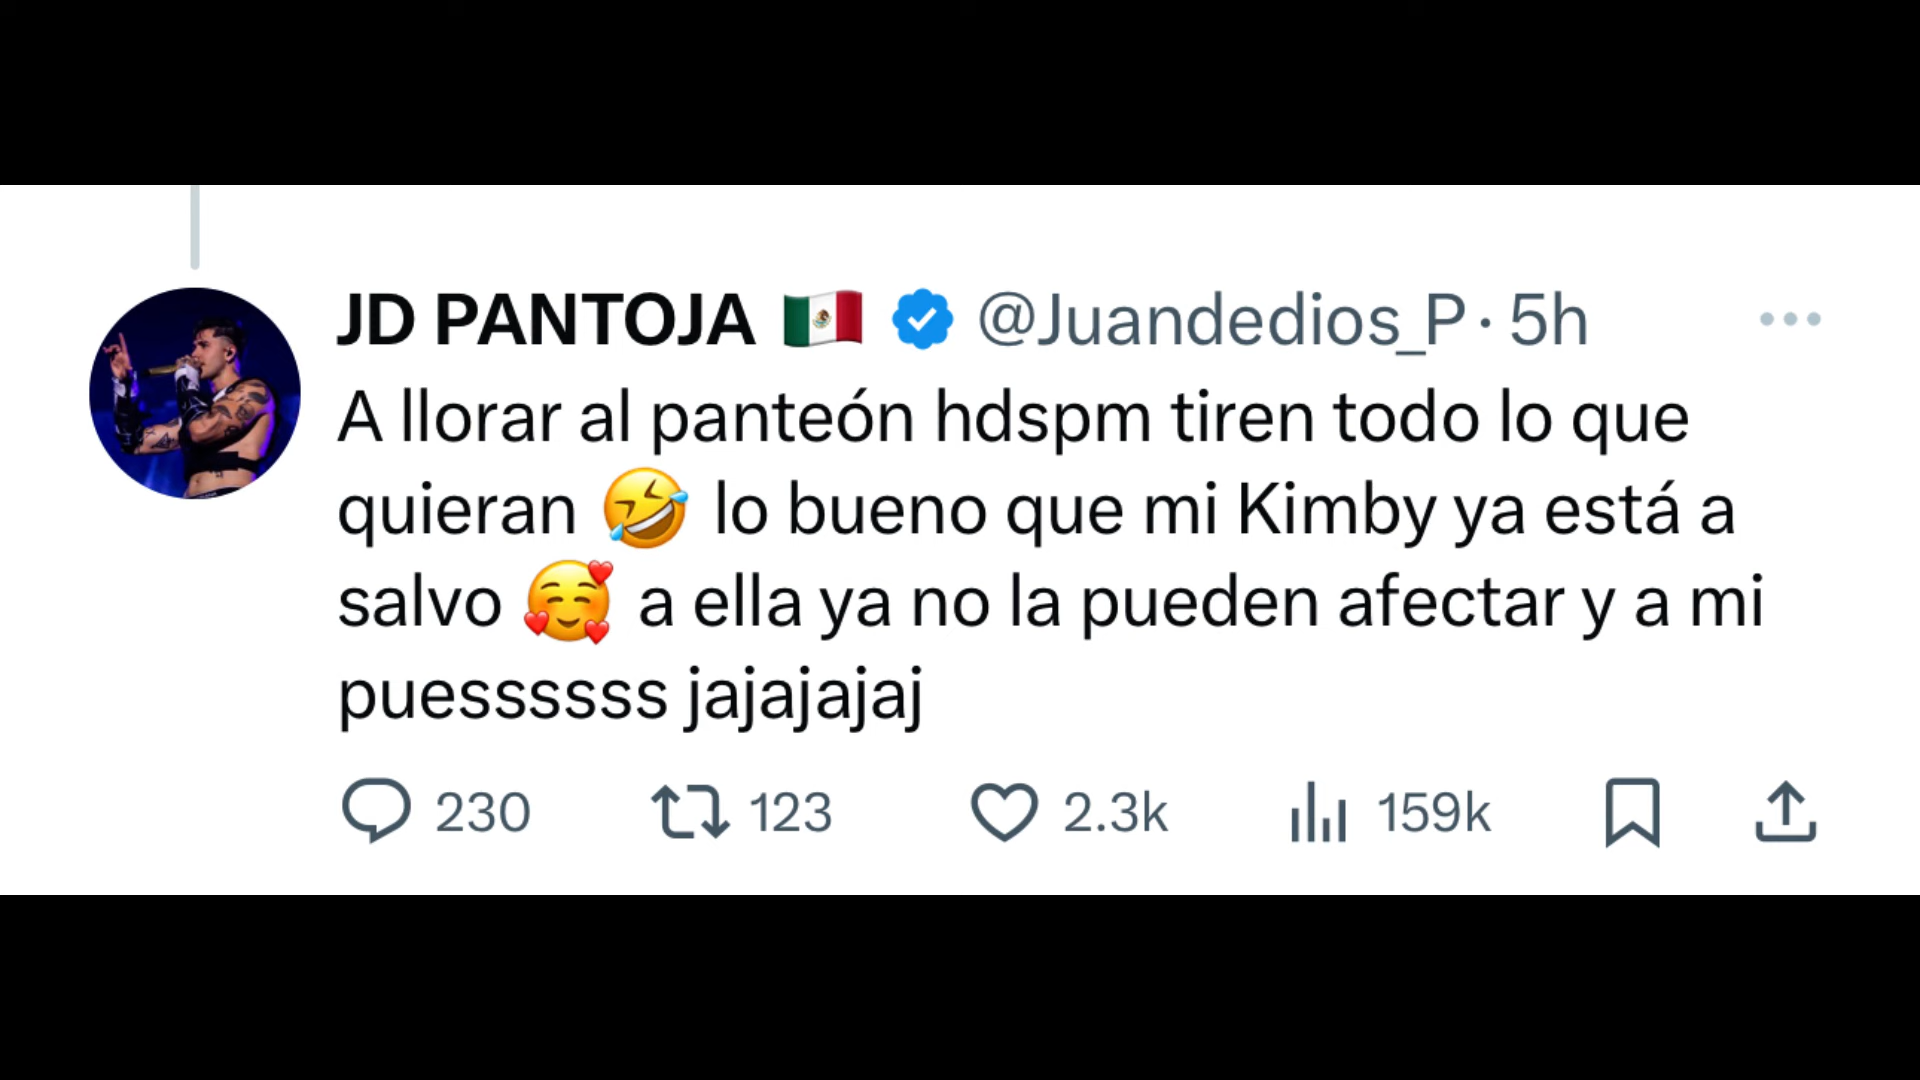 JD PANTOJA 🇲🇽 @Juandedios_P · 5h
A llorar al panteón hdspm tiren todo lo que
quieran 🤣 lo bueno que mi Kimby ya está a
salvo 🥰 a ella ya no la pueden afectar y a mi
puesssssss jajajajaj
230 123 2.3k 159k